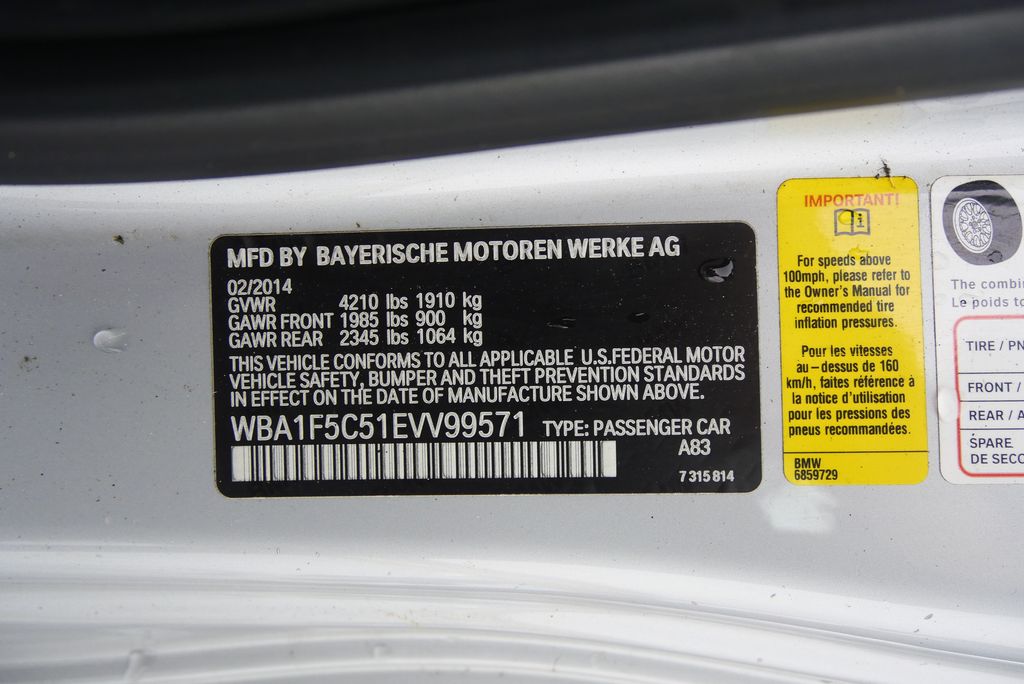 MFD BY BAYERISCHE MOTOREN WERKE AG
02/2014
GVWR 4210 lbs 1910 kg
GAWR FRONT 1985 lbs 900 kg
GAWR REAR 2345 lbs 1064 kg
THIS VEHICLE CONFORMS TO ALL APPLICABLE U.S.FEDERAL MOTOR
VEHICLE SAFETY, BUMPER AND THEFT PREVENTION STANDARDS
IN EFFECT ON THE DATE OF MANUFACTURE SHOWN ABOVE.
WBA1F5C51EVV99571 TYPE: PASSENGER CAR
A83
7 315 814
IMPORTANT!
For speeds above
100mph, please refer to
the Owner's Manual for
recommended tire
inflation pressures.
Pour les vitesses
au-dessus de 160
km/h, faites référence à
la notice d'utilisation
pour les pressions des
pneus recommandées.
BMW
6859729
The combi
Le poids to
TIRE / PN
FRONT /
REAR / A
SPARE
DE SECO